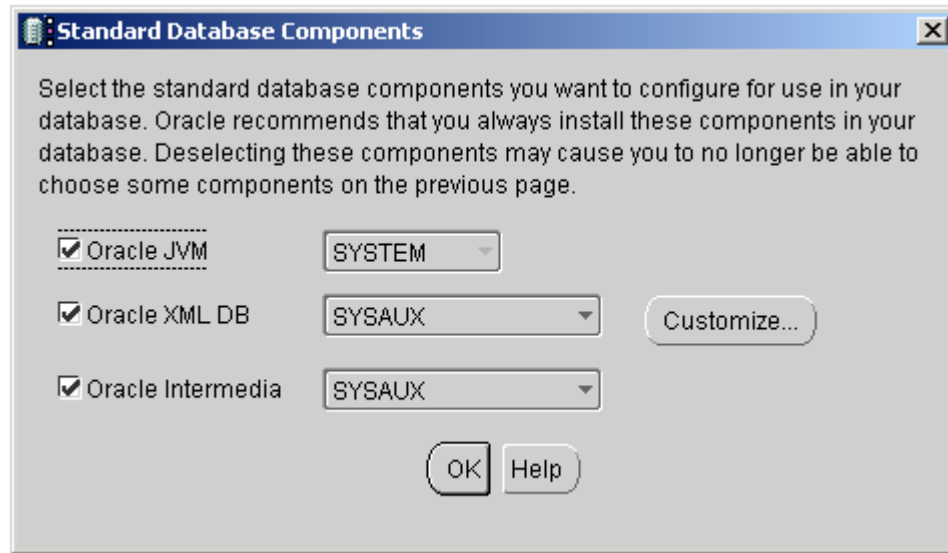 Standard Database Components
Select the standard database components you want to configure for use in your
database. Oracle recommends that you always install these components in your
database. Deselecting these components may cause you to no longer be able to
choose some components on the previous page.
Oracle JVM SYSTEM
Oracle XML DB SYSAUX Customize...
Oracle Intermedia SYSAUX
OK Help